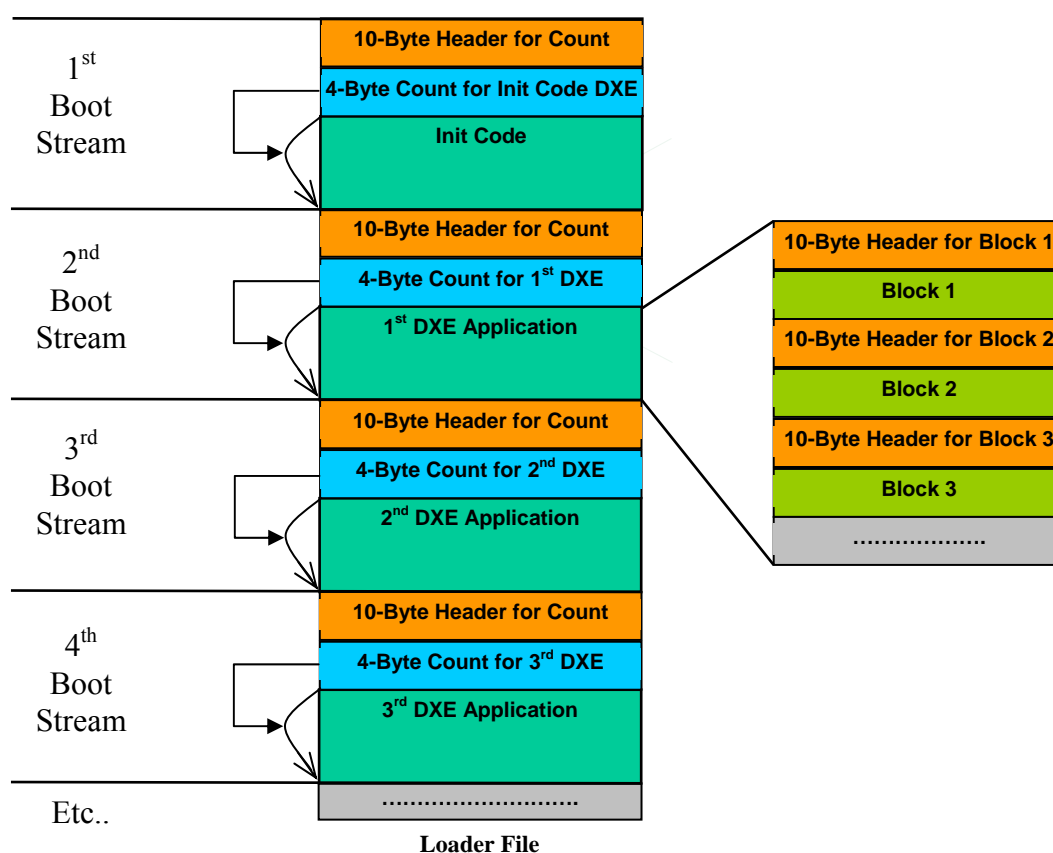 1st
Boot
Stream
10-Byte Header for Count
4-Byte Count for Init Code DXE
Init Code
2nd
Boot
Stream
10-Byte Header for Count
4-Byte Count for 1st DXE
1st DXE Application
3rd
Boot
Stream
10-Byte Header for Count
4-Byte Count for 2nd DXE
2nd DXE Application
4th
Boot
Stream
10-Byte Header for Count
4-Byte Count for 3rd DXE
3rd DXE Application
Etc..
............................
Loader File
10-Byte Header for Block 1
Block 1
10-Byte Header for Block 2
Block 2
10-Byte Header for Block 3
Block 3
...................